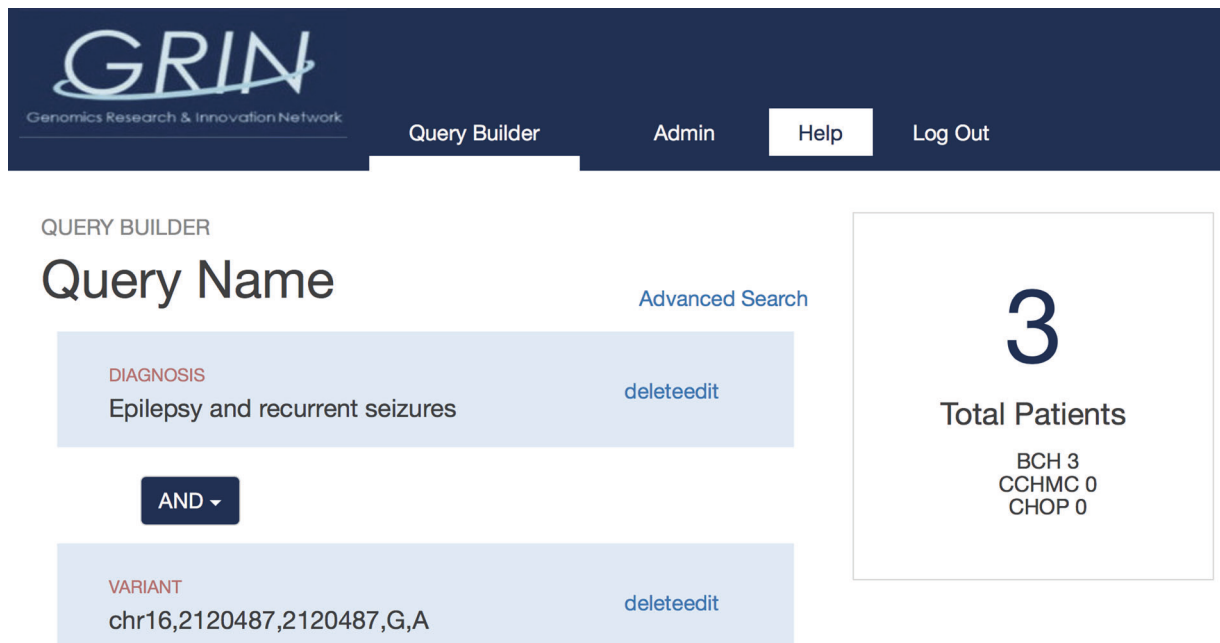 GRIN
Genomics Research & Innovation Network
Query Builder
Admin
Help
Log Out
QUERY BUILDER
Query Name
Advanced Search
DIAGNOSIS
Epilepsy and recurrent seizures
deleteedit
AND
VARIANT
chr16,2120487,2120487,G,A
deleteedit
3
Total Patients
BCH 3
CCHMC 0
CHOP 0